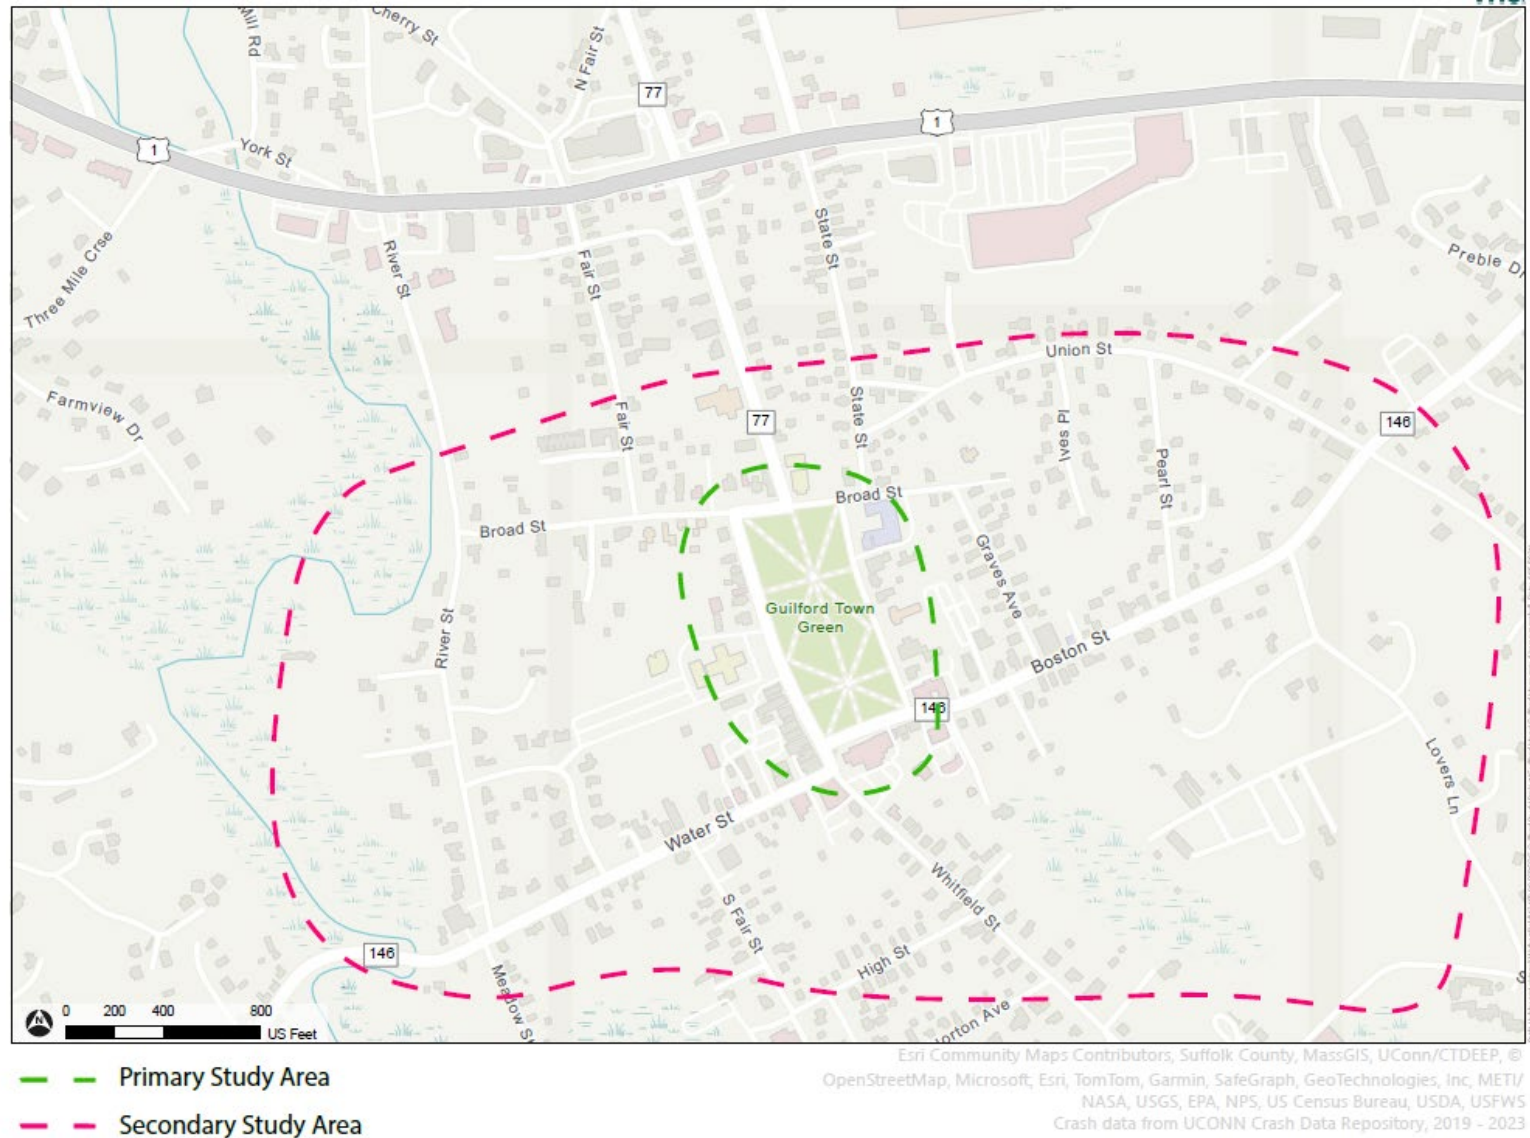 Mill Rd
Cherry St
N Fair St
77
1
1
York St
State St
River St
Fair St
Three Mile Crse
Preble Dr
Union St
Farmview Dr
Fair St
77
State St
146
Ives Pl
Pearl St
Broad St
Broad St
Graves Ave
Guilford Town
Green
River St
Boston St
146
Lovers Ln
Water St
Whitfield St
S Fair St
146
High St
Meadow St
0 200 400 800
US Feet
N
Primary Study Area
Secondary Study Area
Esri Community Maps Contributors, Suffolk County, MassGIS, UConn/CTDEEP, ©
OpenStreetMap, Microsoft, Esri, TomTom, Garmin, SafeGraph, GeoTechnologies, Inc, METI/
NASA, USGS, EPA, NPS, US Census Bureau, USDA, USFWS
Crash data from UCONN Crash Data Repository, 2019 - 2023